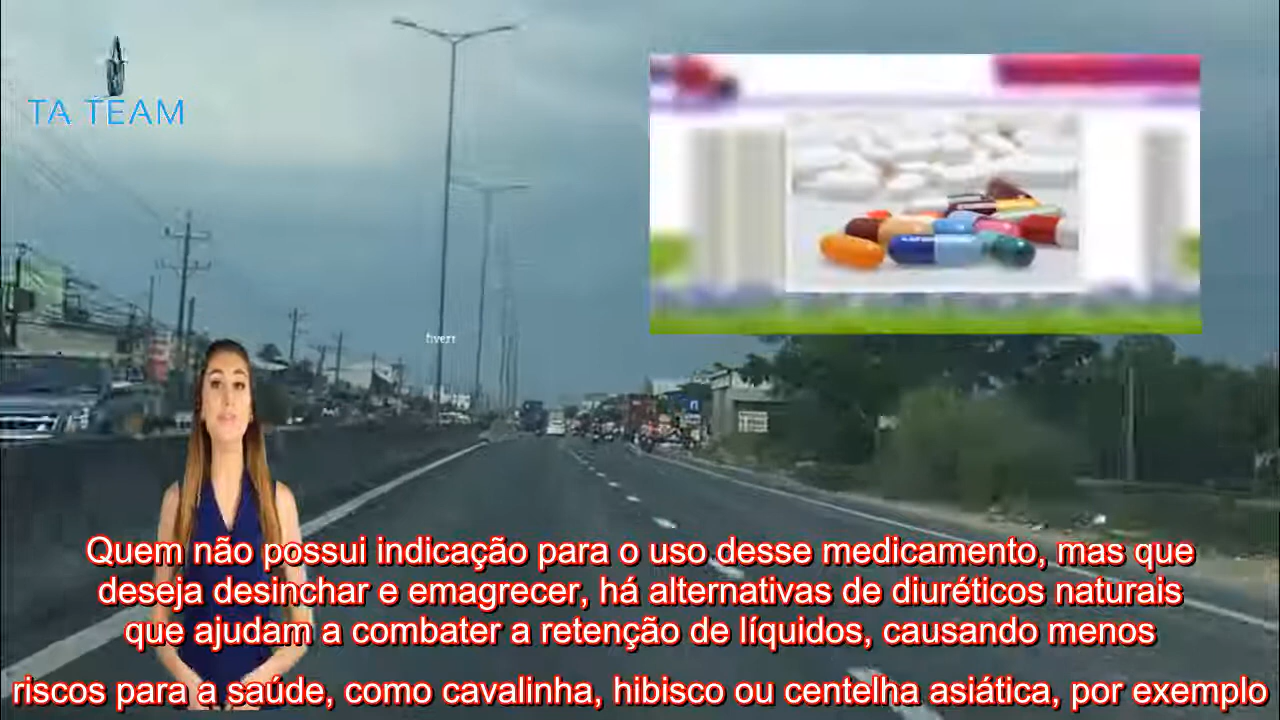 TA TEAM
fiverr
Quem não possui indicação para o uso desse medicamento, mas que
deseja desinchar e emagrecer, há alternativas de diuréticos naturais
que ajudam a combater a retenção de líquidos, causando menos
riscos para a saúde, como cavalinha, hibisco ou centelha asiática, por exemplo